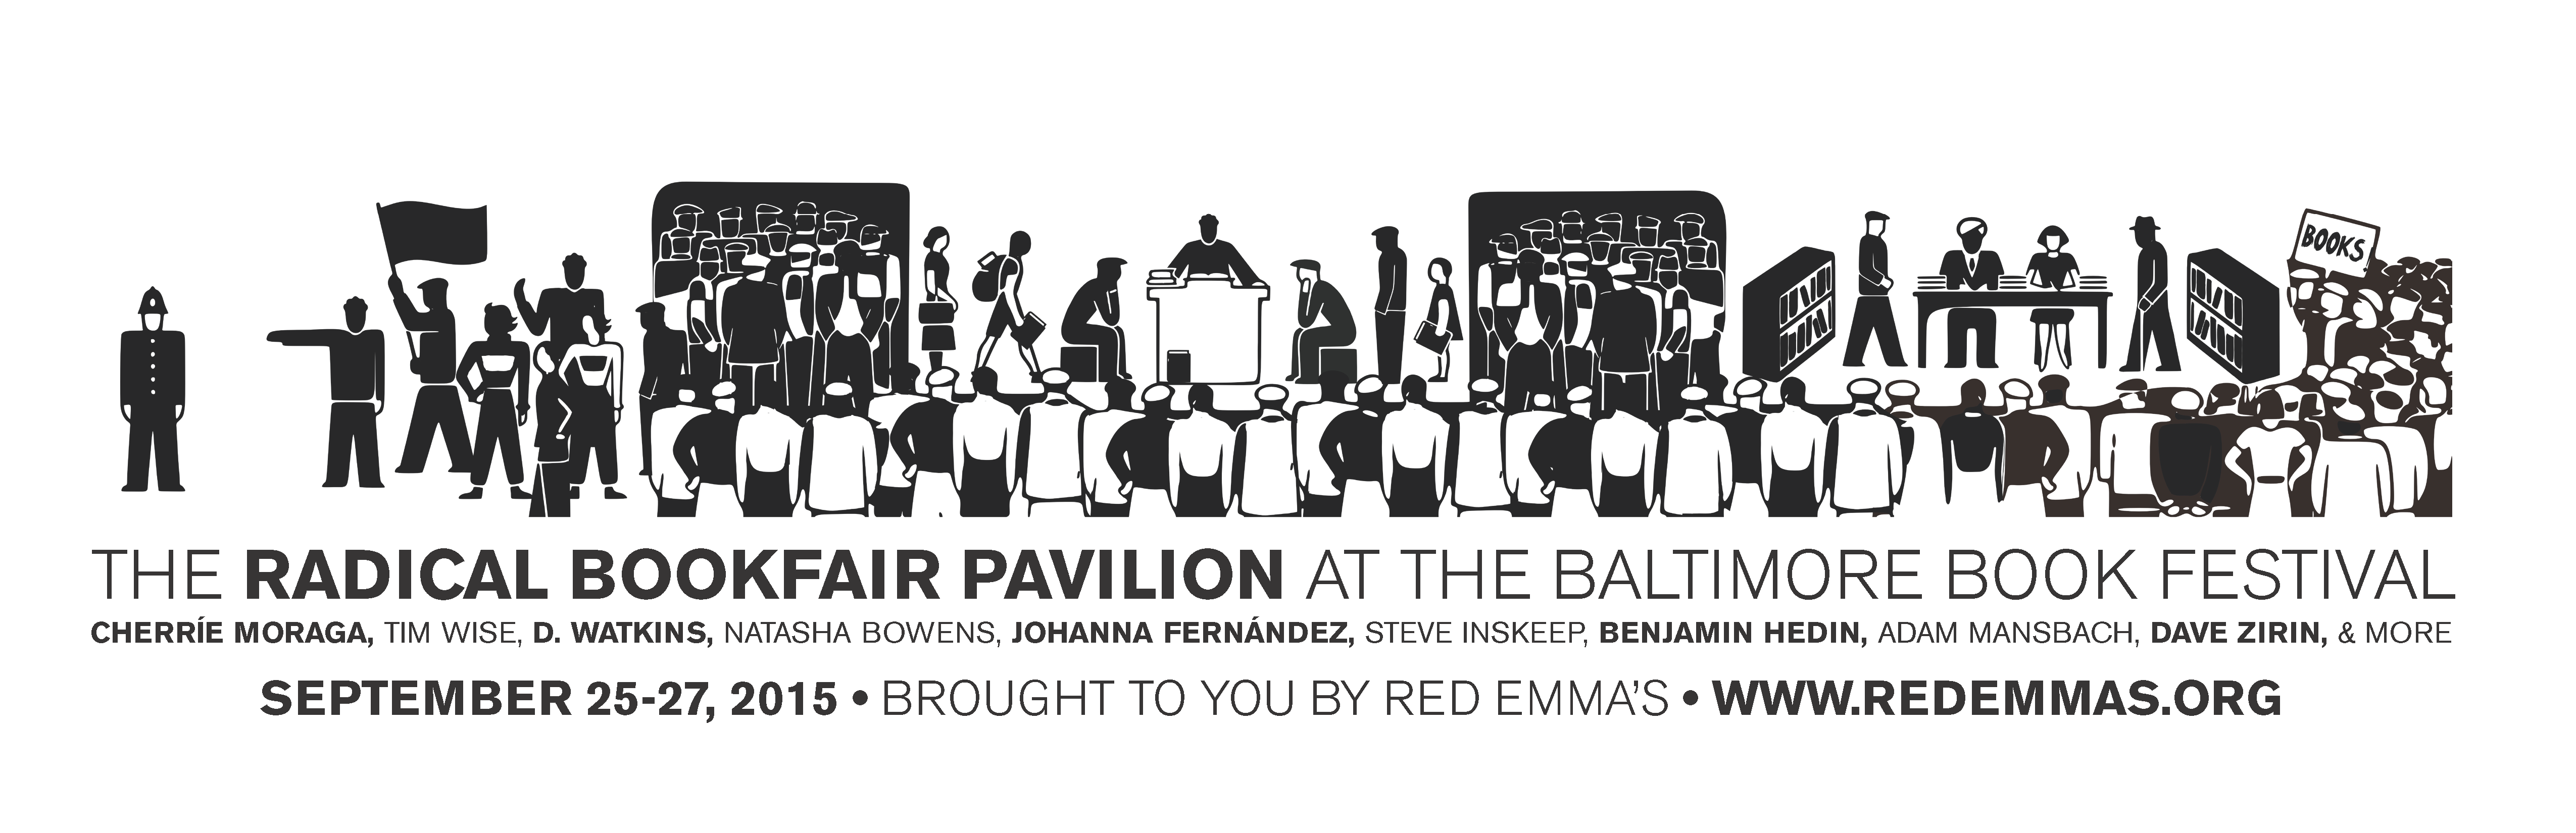 BOOKS
THE RADICAL BOOKFAIR PAVILION AT THE BALTIMORE BOOK FESTIVAL
CHERRÍE MORAGA, TIM WISE, D. WATKINS, NATASHA BOWENS, JOHANNA FERNÁNDEZ, STEVE INSKEEP, BENJAMIN HEDIN, ADAM MANSBACH, DAVE ZIRIN, & MORE
SEPTEMBER 25-27, 2015 • BROUGHT TO YOU BY RED EMMA'S • WWW.REDEMMAS.ORG